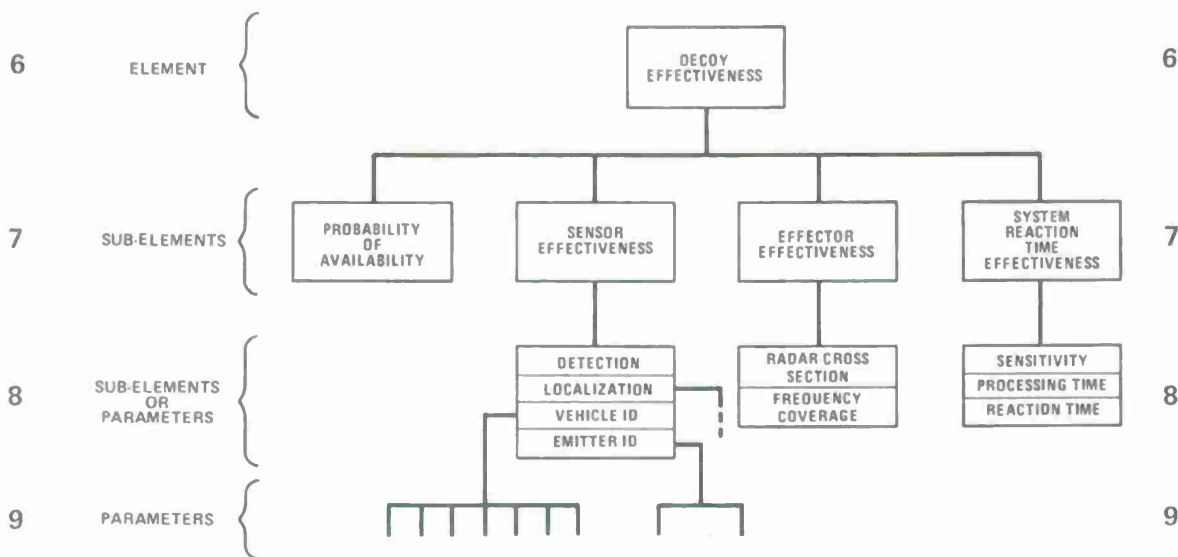 6
ELEMENT
DECOY
EFFECTIVENESS
6
7
SUB-ELEMENTS
PROBABILITY
OF
AVAILABILITY
SENSOR
EFFECTIVENESS
EFFECTOR
EFFECTIVENESS
SYSTEM
REACTION
TIME
EFFECTIVENESS
7
8
SUB-ELEMENTS
OR
PARAMETERS
DETECTION
LOCALIZATION
VEHICLE ID
EMITTER ID
RADAR CROSS
SECTION
FREQUENCY
COVERAGE
SENSITIVITY
PROCESSING TIME
REACTION TIME
8
9
PARAMETERS
9